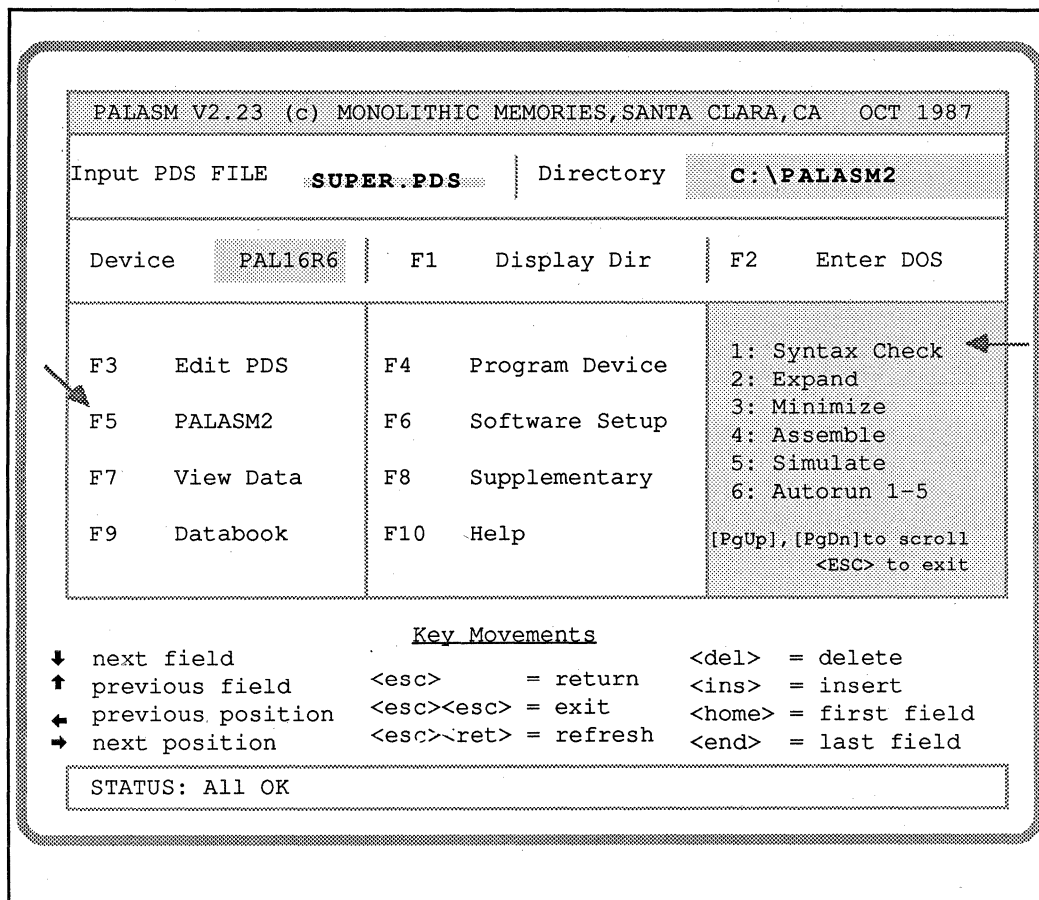 PALASM V2.23 (c) MONOLITHIC MEMORIES,SANTA CLARA,CA OCT 1987
Input PDS FILE SUPER.PDS Directory C:\PALASM2
Device PAL16R6 F1 Display Dir F2 Enter DOS
F3 Edit PDS
F5 PALASM2
F7 View Data
F9 Databook
F4 Program Device
F6 Software Setup
F8 Supplementary
F10 Help
1: Syntax Check
2: Expand
3: Minimize
4: Assemble
5: Simulate
6: Autorun 1-5
[PgUp],[PgDn]to scroll
<ESC> to exit
Key Movements
↓ next field
↑ previous field
← previous position
→ next position
<esc> = return
<esc><esc> = exit
<esc><ret> = refresh
<del> = delete
<ins> = insert
<home> = first field
<end> = last field
STATUS: All OK